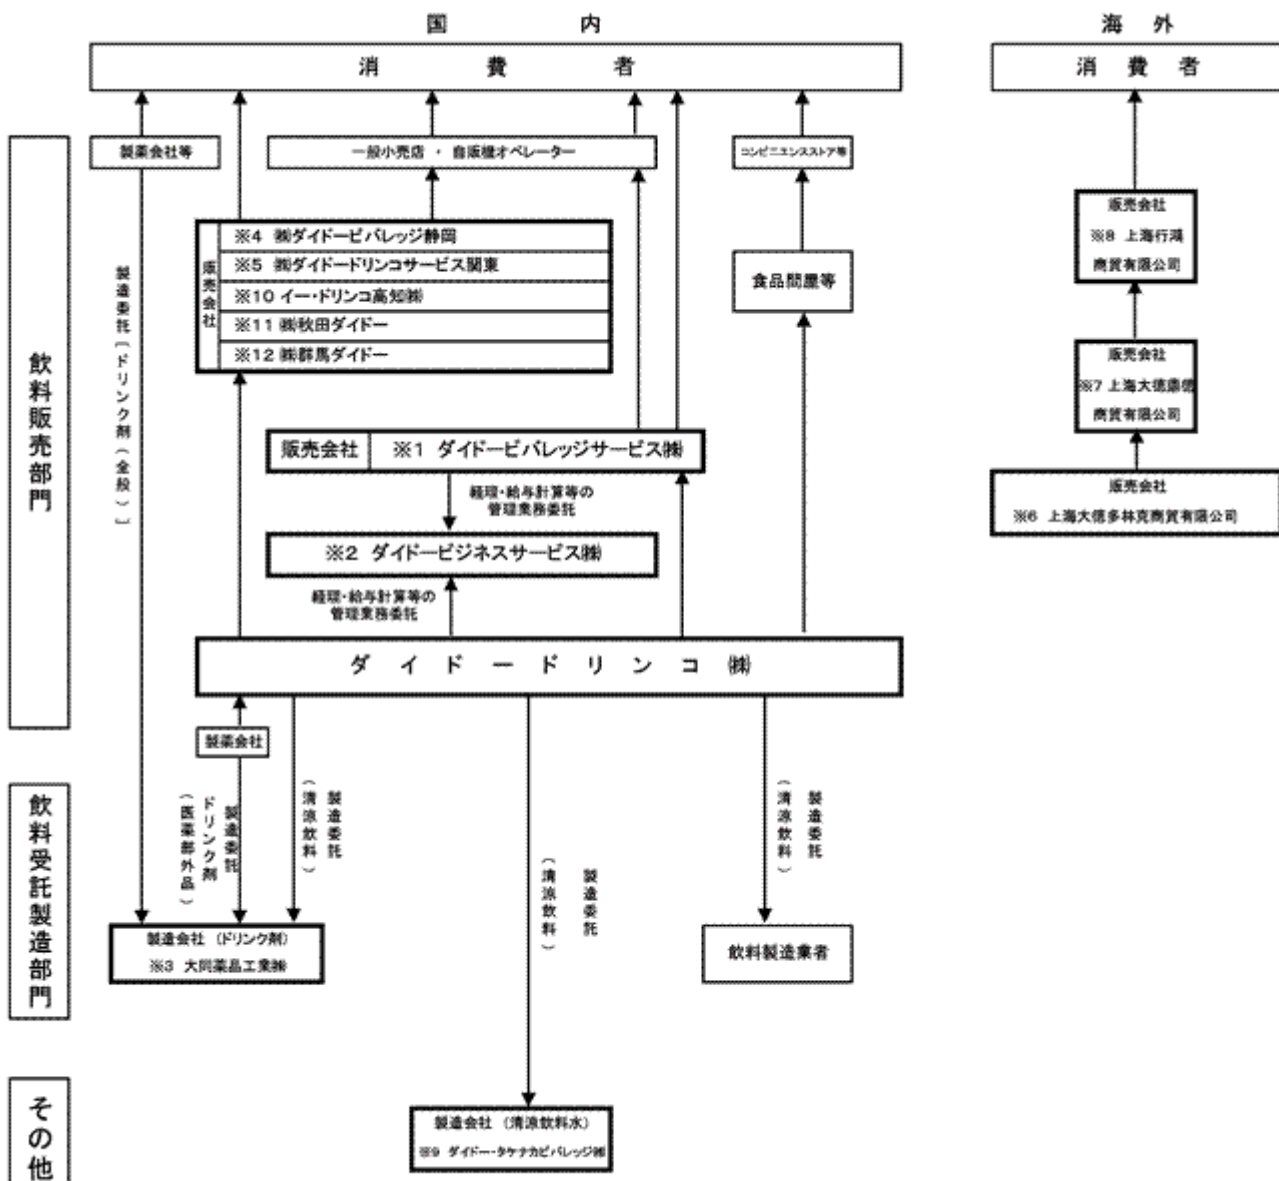 国内
海外
消費者
消費者
製薬会社等
一般小売店 ・ 自販機オペレーター
コンビニエンスストア等
飲料販売部門
販売会社
※4 ㈱ダイドービバレッジ静岡
※5 ㈱ダイドードリンコサービス関東
※10 イー・ドリンコ高知㈱
※11 ㈱秋田ダイドー
※12 ㈱群馬ダイドー
食品問屋等
販売会社
※8 上海行鴻
商貿有限公司
販売会社
※7 上海大徳鼎徳
商貿有限公司
販売会社
※6 上海大徳多林克商貿有限公司
製造委託〔ドリンク剤(全般)〕
販売会社
※1 ダイドービバレッジサービス㈱
経理・給与計算等の
管理業務委託
※2 ダイドービジネスサービス㈱
経理・給与計算等の
管理業務委託
ダイドードリンコ㈱
製薬会社
飲料受託製造部門
製造委託
ドリンク剤
(医薬部外品)
製造委託
(清涼飲料)
製造委託
(清涼飲料)
製造委託
(清涼飲料)
製造会社 (ドリンク剤)
※3 大同薬品工業㈱
飲料製造業者
その他
製造会社 (清涼飲料水)
※9 ダイドー・タケナカビバレッジ㈱